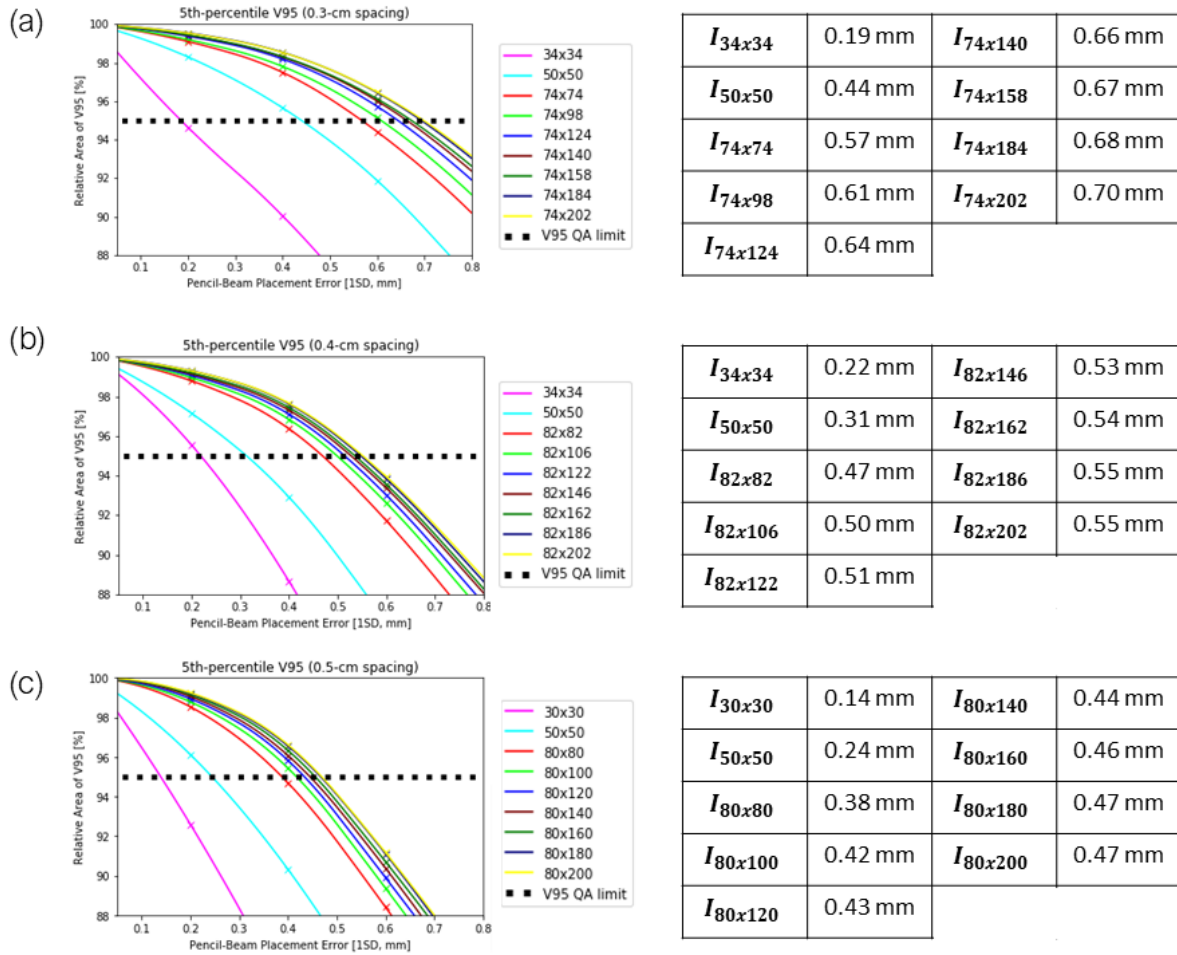 (a)
5th-percentile V95 (0.3-cm spacing)
Relative Area of V95 [%]
100
98
96
94
92
90
88
0.1 0.2 0.3 0.4 0.5 0.6 0.7 0.8
Pencil-Beam Placement Error [1SD, mm]
34x34
50x50
74x74
74x98
74x124
74x140
74x158
74x184
74x202
V95 QA limit
I34x34 0.19 mm I74x140 0.66 mm
I50x50 0.44 mm I74x158 0.67 mm
I74x74 0.57 mm I74x184 0.68 mm
I74x98 0.61 mm I74x202 0.70 mm
I74x124 0.64 mm
(b)
5th-percentile V95 (0.4-cm spacing)
Relative Area of V95 [%]
100
98
96
94
92
90
88
0.1 0.2 0.3 0.4 0.5 0.6 0.7 0.8
Pencil-Beam Placement Error [1SD, mm]
34x34
50x50
82x82
82x106
82x122
82x146
82x162
82x186
82x202
V95 QA limit
I34x34 0.22 mm I82x146 0.53 mm
I50x50 0.31 mm I82x162 0.54 mm
I82x82 0.47 mm I82x186 0.55 mm
I82x106 0.50 mm I82x202 0.55 mm
I82x122 0.51 mm
(c)
5th-percentile V95 (0.5-cm spacing)
Relative Area of V95 [%]
100
98
96
94
92
90
88
0.1 0.2 0.3 0.4 0.5 0.6 0.7 0.8
Pencil-Beam Placement Error [1SD, mm]
30x30
50x50
80x80
80x100
80x120
80x140
80x160
80x180
80x200
V95 QA limit
I30x30 0.14 mm I80x140 0.44 mm
I50x50 0.24 mm I80x160 0.46 mm
I80x80 0.38 mm I80x180 0.47 mm
I80x100 0.42 mm I80x200 0.47 mm
I80x120 0.43 mm